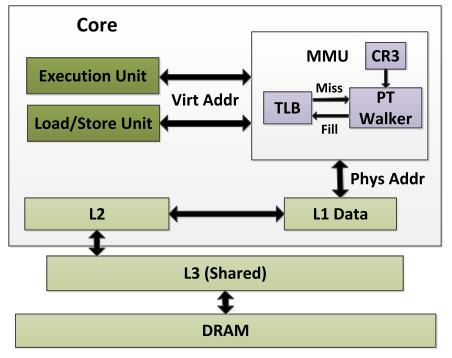 Core
MMU
CR3
Execution Unit
Virt Addr
Load/Store Unit
TLB
Miss
Fill
PT
Walker
Phys Addr
L2
L1 Data
L3 (Shared)
DRAM